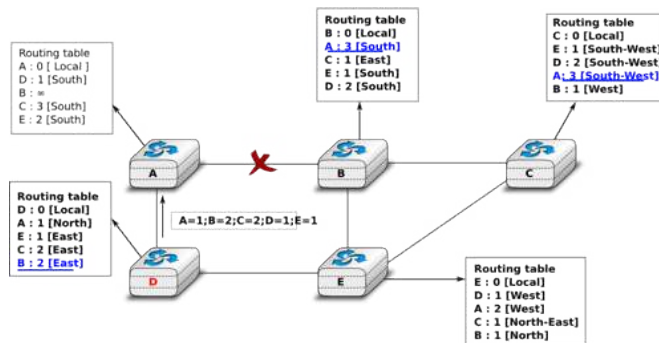 Routing table
A : 0 [ Local ]
D : 1 [South]
B : ∞
C : 3 [South]
E : 2 [South]
Routing table
B : 0 [Local]
A : 3 [South]
C : 1 [East]
E : 1 [South]
D : 2 [South]
Routing table
C : 0 [Local]
E : 1 [South-West]
D : 2 [South-West]
A: 3 [South-West]
B : 1 [West]
A
B
C
Routing table
D : 0 [Local]
A : 1 [North]
E : 1 [East]
C : 2 [East]
B : 2 [East]
A=1;B=2;C=2;D=1;E=1
D
E
Routing table
E : 0 [Local]
D : 1 [West]
A : 2 [West]
C : 1 [North-East]
B : 1 [North]